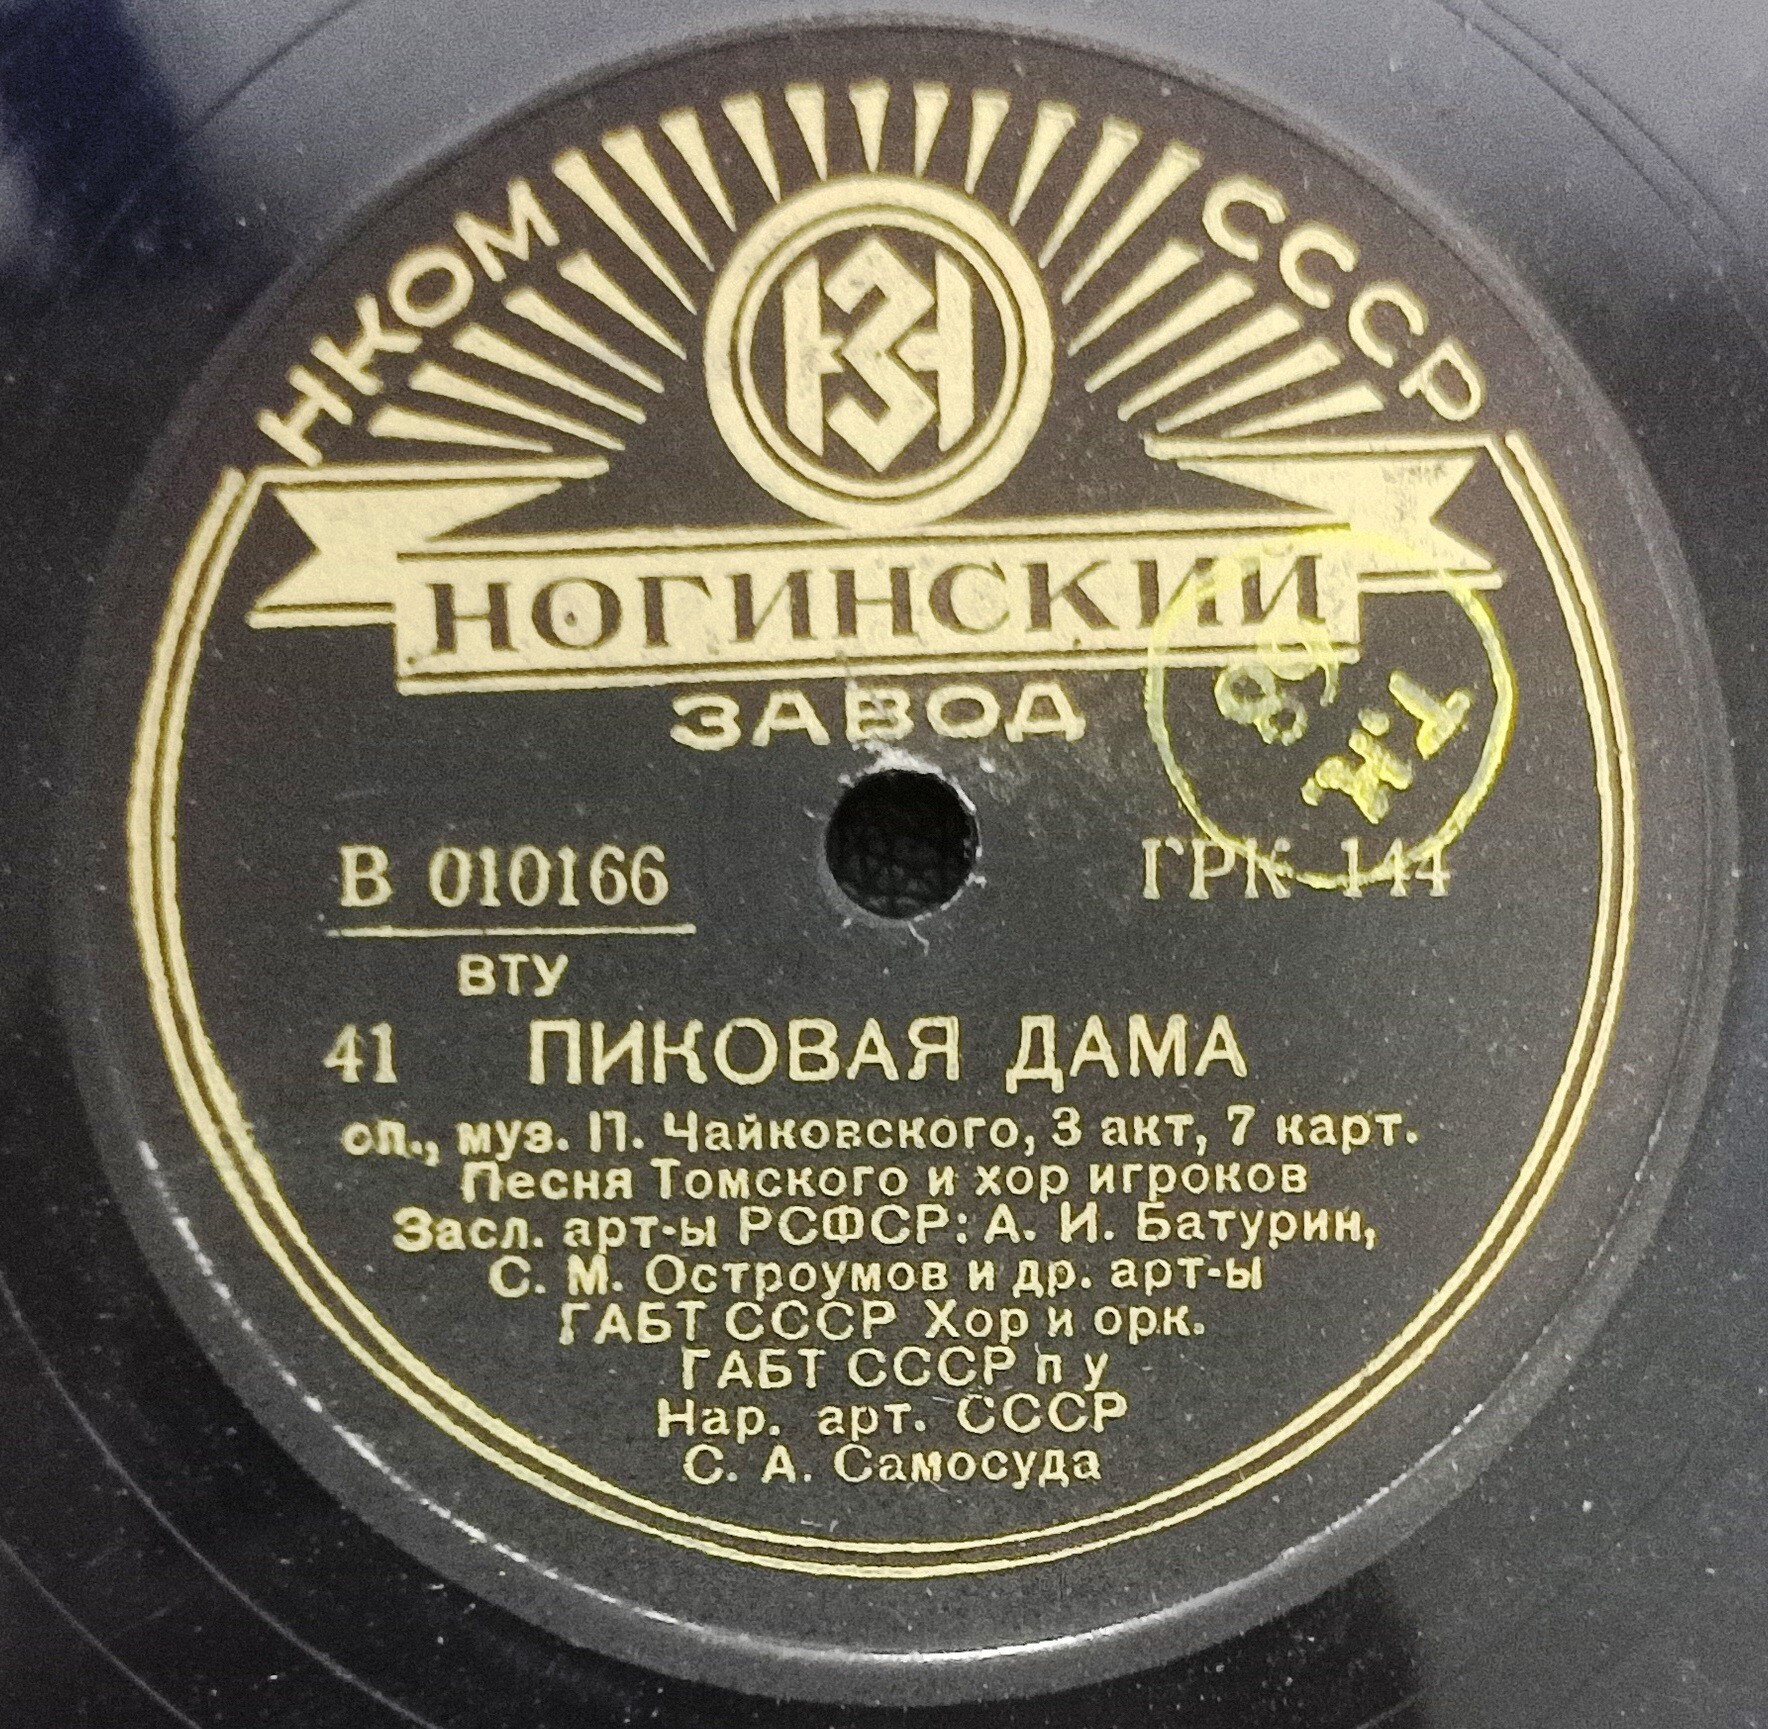 НКОМ СССР
НЗ
НОГИНСКИЙ
ЗАВОД
В 010166 ГРК 144
ВТУ
41 ПИКОВАЯ ДАМА
оп., муз. П. Чайковского, 3 акт, 7 карт.
Песня Томского и хор игроков
Засл. арт-ы РСФСР: А. И. Батурин,
С. М. Остроумов и др. арт-ы
ГАБТ СССР Хор и орк.
ГАБТ СССР п у
Нар. арт. СССР
С. А. Самосуда